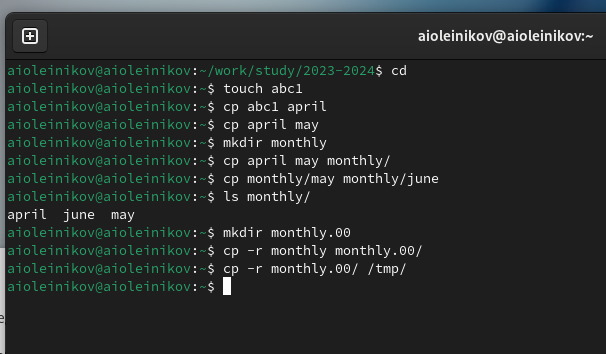 aioleinikov@aioleinikov:~
aioleinikov@aioleinikov:~/work/study/2023-2024$ cd
aioleinikov@aioleinikov:~$ touch abc1
aioleinikov@aioleinikov:~$ cp abc1 april
aioleinikov@aioleinikov:~$ cp april may
aioleinikov@aioleinikov:~$ mkdir monthly
aioleinikov@aioleinikov:~$ cp april may monthly/
aioleinikov@aioleinikov:~$ cp monthly/may monthly/june
aioleinikov@aioleinikov:~$ ls monthly/
april  june  may
aioleinikov@aioleinikov:~$ mkdir monthly.00
aioleinikov@aioleinikov:~$ cp -r monthly monthly.00/
aioleinikov@aioleinikov:~$ cp -r monthly.00/ /tmp/
aioleinikov@aioleinikov:~$